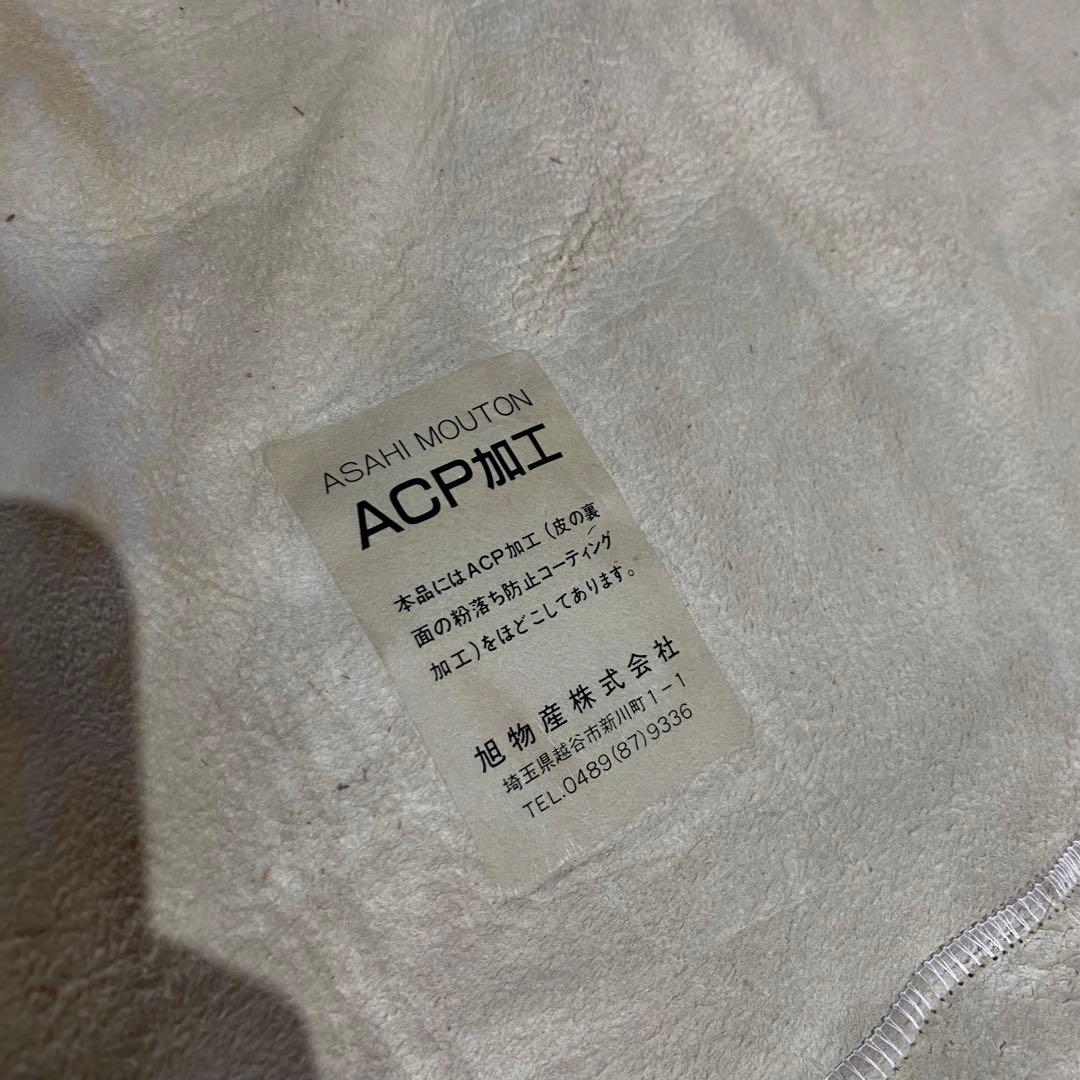 ASAHI MOUTON
ACP加工
本品にはACP加工(皮の裏
面の粉落ち防止コーティング
加工)をほどこしてあります。
旭物産株式会社
埼玉県越谷市新川町1-1
TEL.0489(87)9336